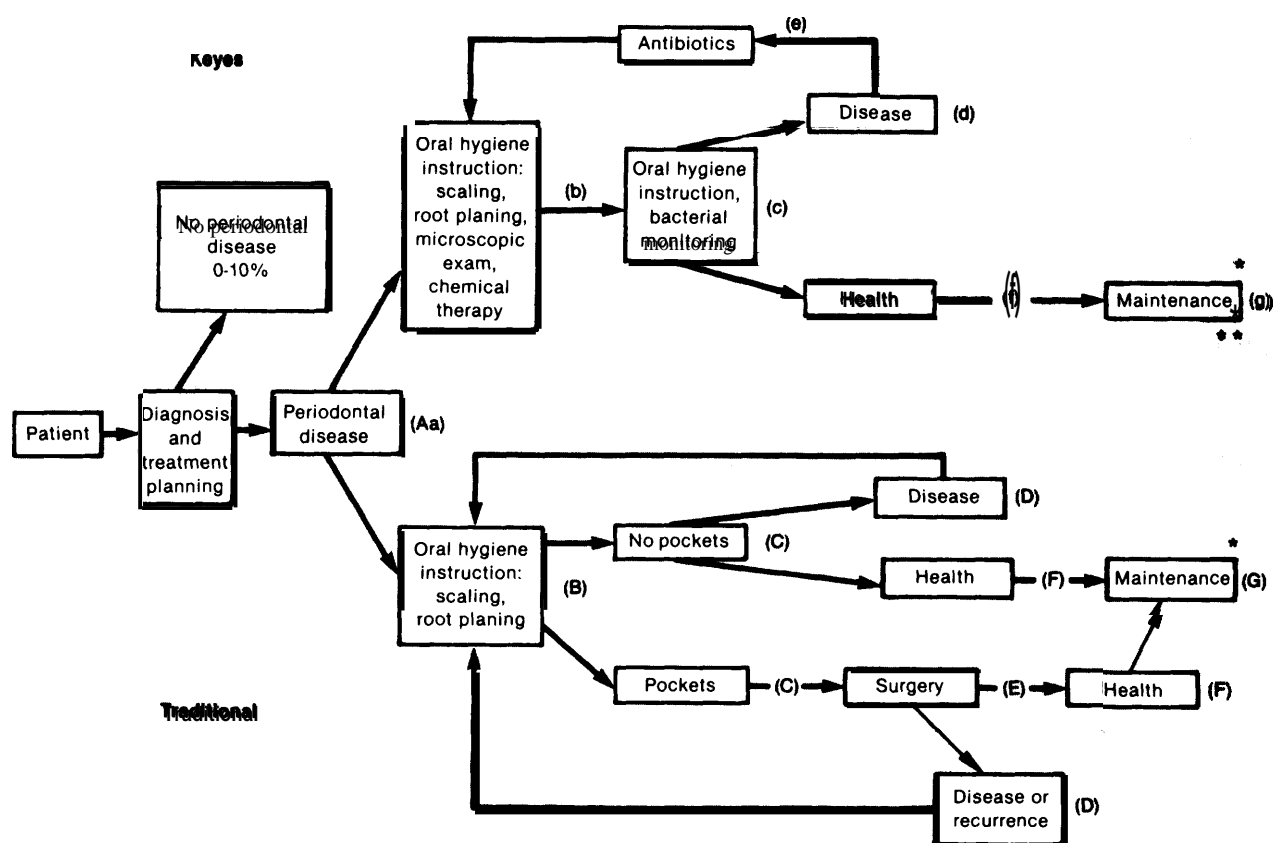 Keyes
(e)
Antibiotics
Disease
(d)
Oral hygiene
instruction:
scaling,
root planing,
microscopic
exam,
chemical
therapy
(b)
Oral hygiene
instruction,
bacterial
monitoring
(c)
No periodontal
disease
0-10%
Health
(f)
Maintenance
(g)
*
**
Patient
Diagnosis
and
treatment
planning
Periodontal
disease
(Aa)
Disease
(D)
Oral hygiene
instruction:
scaling,
root planing
(B)
No pockets
(C)
Health
(F)
Maintenance
(G)
*
Pockets
(C)
Surgery
(E)
Health
(F)
Traditional
Disease or
recurrence
(D)